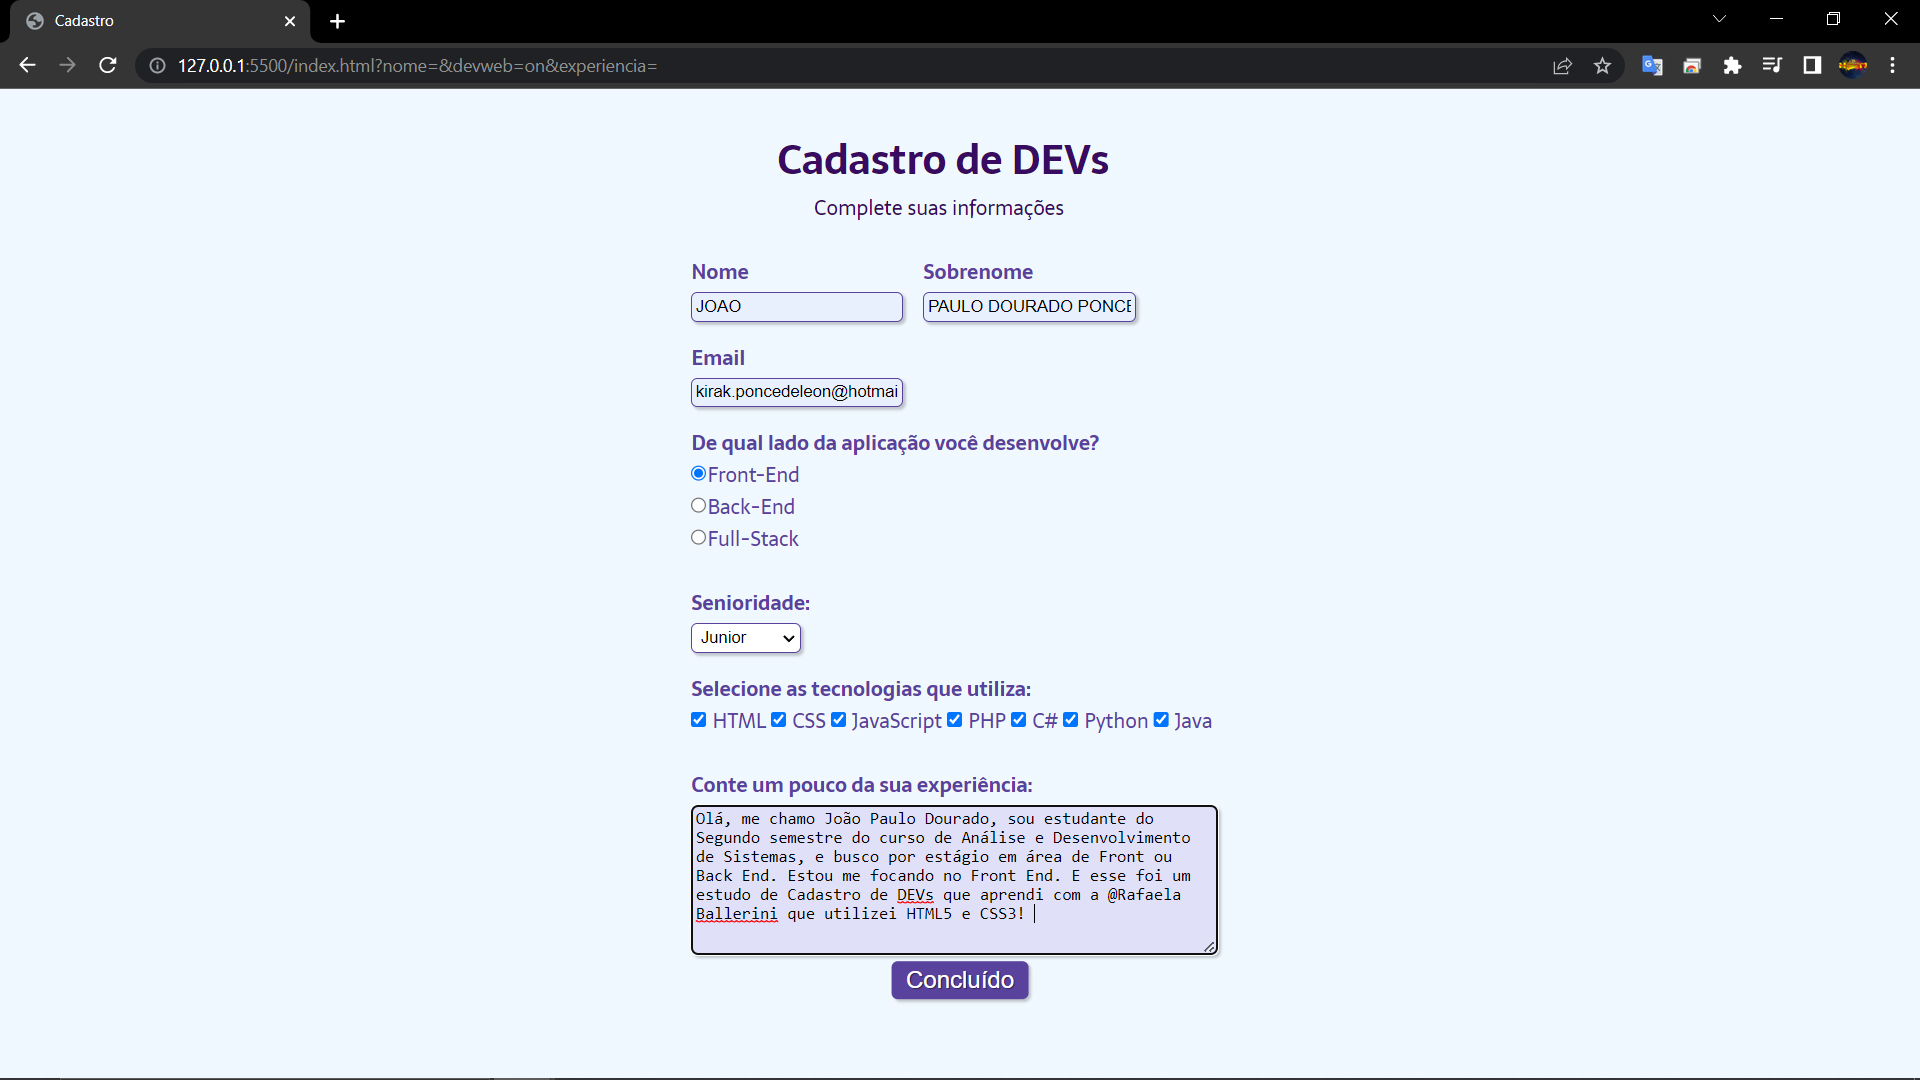 Cadastro
127.0.0.1:5500/index.html?nome=&devweb=on&experiencia=
Cadastro de DEVs
Complete suas informações
Nome Sobrenome
JOAO PAULO DOURADO PONCE
Email
kirak.poncedeleon@hotmai
De qual lado da aplicação você desenvolve?
Front-End
Back-End
Full-Stack
Senioridade:
Junior
Selecione as tecnologias que utiliza:
HTML CSS JavaScript PHP C# Python Java
Conte um pouco da sua experiência:
Olá, me chamo João Paulo Dourado, sou estudante do
Segundo semestre do curso de Análise e Desenvolvimento
de Sistemas, e busco por estágio em área de Front ou
Back End. Estou me focando no Front End. E esse foi um
estudo de Cadastro de DEVs que aprendi com a @Rafaela
Ballerini que utilizei HTML5 e CSS3!
Concluído